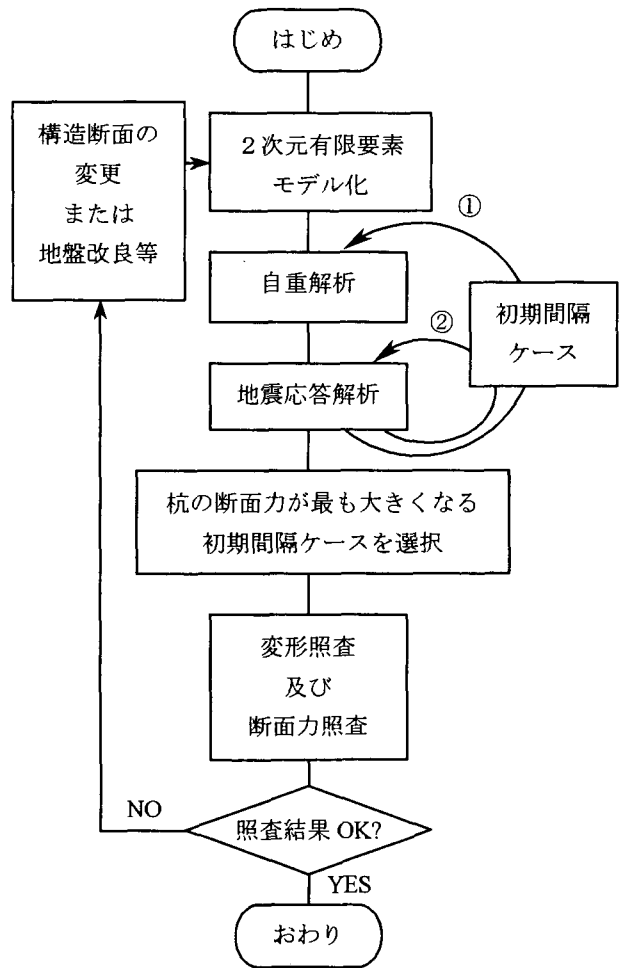 はじめ
構造断面の
変更
または
地盤改良等
2次元有限要素
モデル化
①
自重解析
初期間隔
ケース
②
地震応答解析
杭の断面力が最も大きくなる
初期間隔ケースを選択
変形照査
及び
断面力照査
NO
照査結果 OK?
YES
おわり